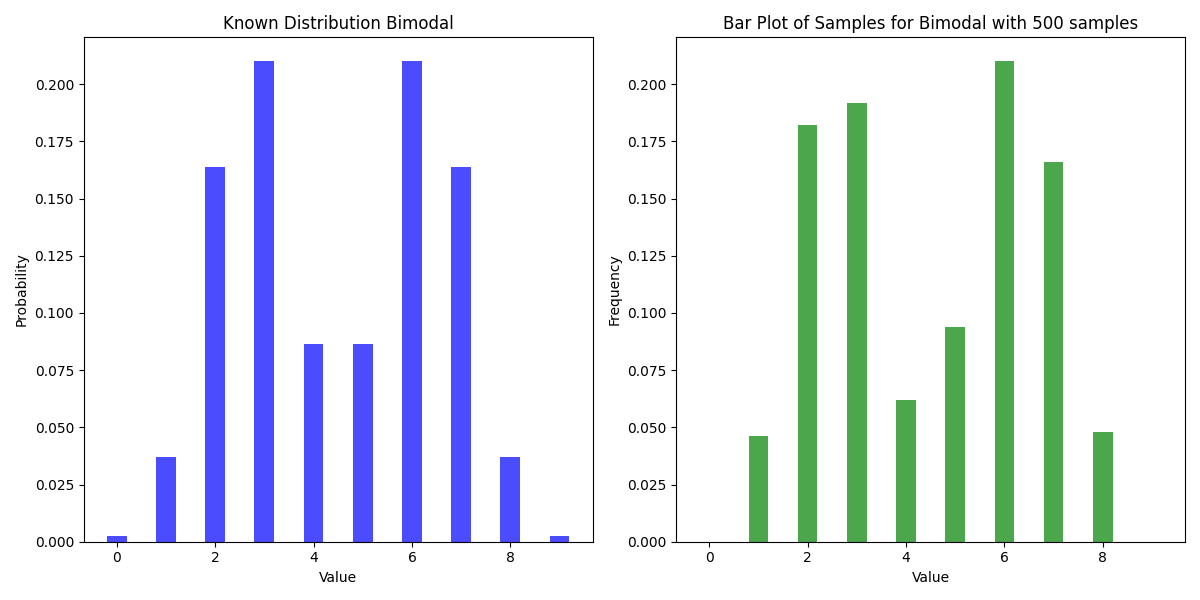 Known Distribution Bimodal
0.200
0.175
0.150
0.125
0.100
0.075
0.050
0.025
0.000
Probability
0 2 4 6 8
Value
Bar Plot of Samples for Bimodal with 500 samples
0.200
0.175
0.150
0.125
0.100
0.075
0.050
0.025
0.000
Frequency
0 2 4 6 8
Value